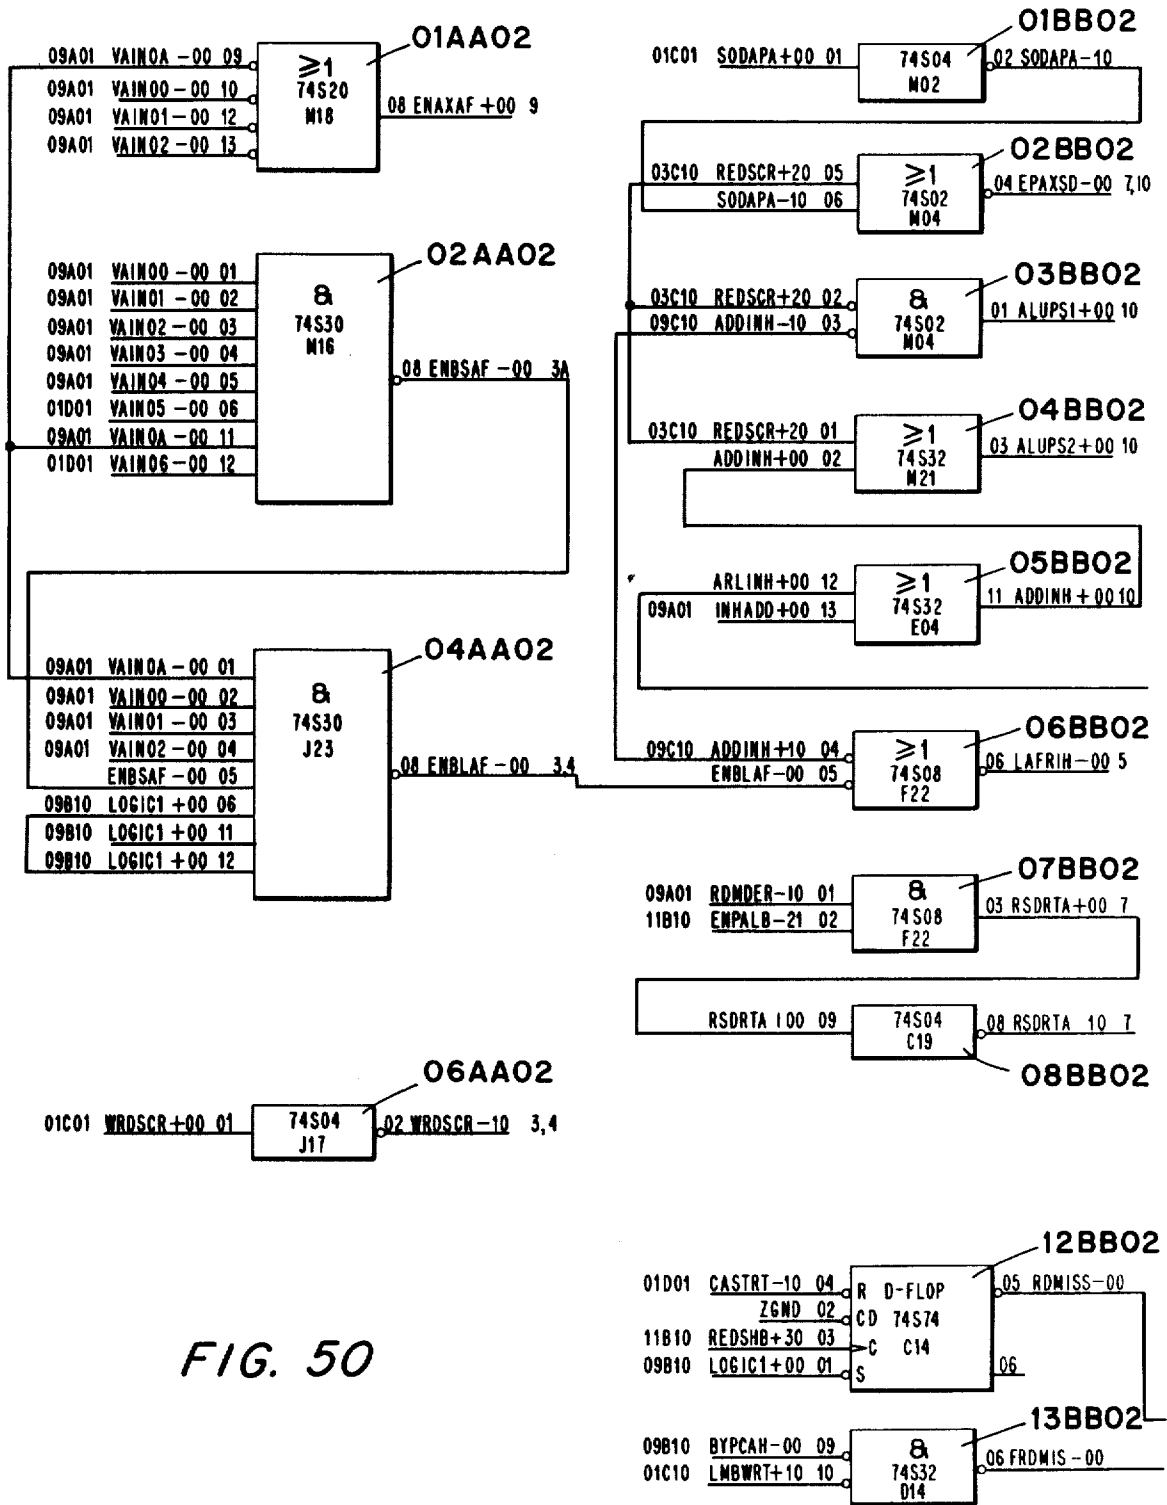 01AA02
09A01 VAIN0A-00 09
09A01 VAIN00-00 10
09A01 VAIN01-00 12
09A01 VAIN02-00 13
≥1
74S20
M18
08 ENAXAF+00 9
02AA02
09A01 VAIN00-00 01
09A01 VAIN01-00 02
09A01 VAIN02-00 03
09A01 VAIN03-00 04
09A01 VAIN04-00 05
01D01 VAIN05-00 06
09A01 VAIN0A-00 11
01D01 VAIN06-00 12
&
74S30
M16
08 ENBSAF-00 3A
04AA02
09A01 VAIN0A-00 01
09A01 VAIN00-00 02
09A01 VAIN01-00 03
09A01 VAIN02-00 04
ENBSAF-00 05
09B10 LOGIC1+00 06
09B10 LOGIC1+00 11
09B10 LOGIC1+00 12
&
74S30
J23
08 ENBLAF-00 3,4
06AA02
01C01 WRDSCR+00 01
74S04
J17
02 WRDSCR-10 3,4
FIG. 50
01BB02
01C01 SODAPA+00 01
74S04
M02
02 SODAPA-10
02BB02
03C10 REDSCR+20 05
SODAPA-10 06
≥1
74S02
M04
04 EPAXSD-00 7,10
03BB02
03C10 REDSCR+20 02
09C10 ADDINH-10 03
&
74S02
M04
01 ALUPS1+00 10
04BB02
03C10 REDSCR+20 01
ADDINH+00 02
≥1
74S32
M21
03 ALUPS2+00 10
05BB02
ARLINH+00 12
09A01 INHADD+00 13
≥1
74S32
E04
11 ADDINH+00 10
06BB02
09C10 ADDINH+10 04
ENBLAF-00 05
≥1
74S08
F22
06 LAFRIH-00 5
07BB02
09A01 RDMDER-10 01
11B10 EMPALB-21 02
&
74S08
F22
03 RSDRTA+00 7
RSDRTA 100 09
74S04
C19
08 RSDRTA 10 7
08BB02
12BB02
01D01 CASTRT-10 04
ZGND 02
11B10 REDSHB+30 03
09B10 LOGIC1+00 01
R D-FLOP
CD 74S74
C C14
S
05 RDMISS-00
06
13BB02
09B10 BYPCAH-00 09
01C10 LMBWRT+10 10
&
74S32
D14
06 FRDMIS-00